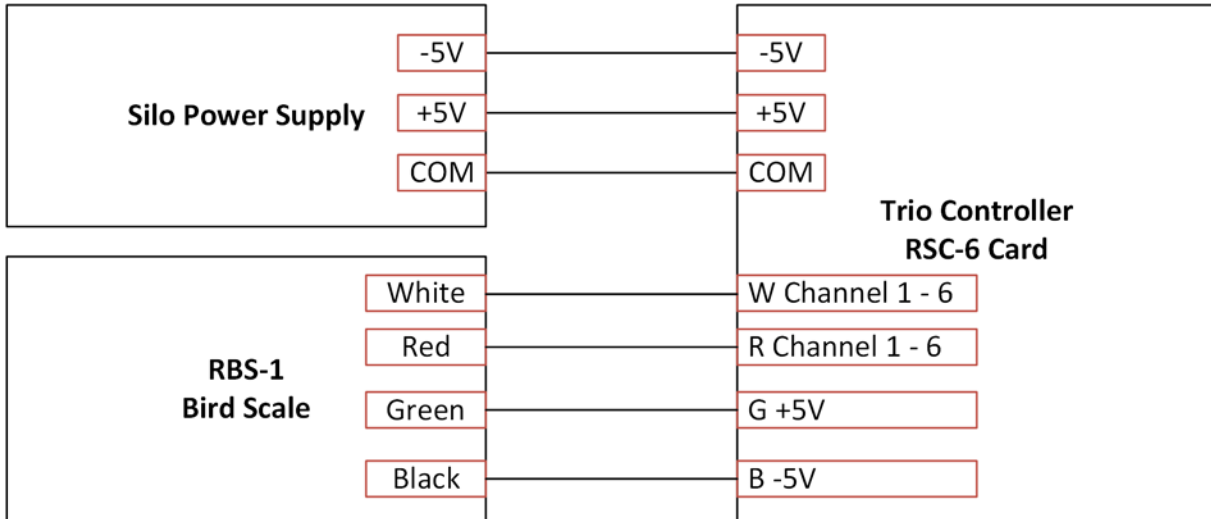 -5V
-5V
Silo Power Supply
+5V
+5V
COM
COM
Trio Controller
RSC-6 Card
White
W Channel 1 - 6
Red
R Channel 1 - 6
RBS-1
Bird Scale
Green
G +5V
Black
B -5V